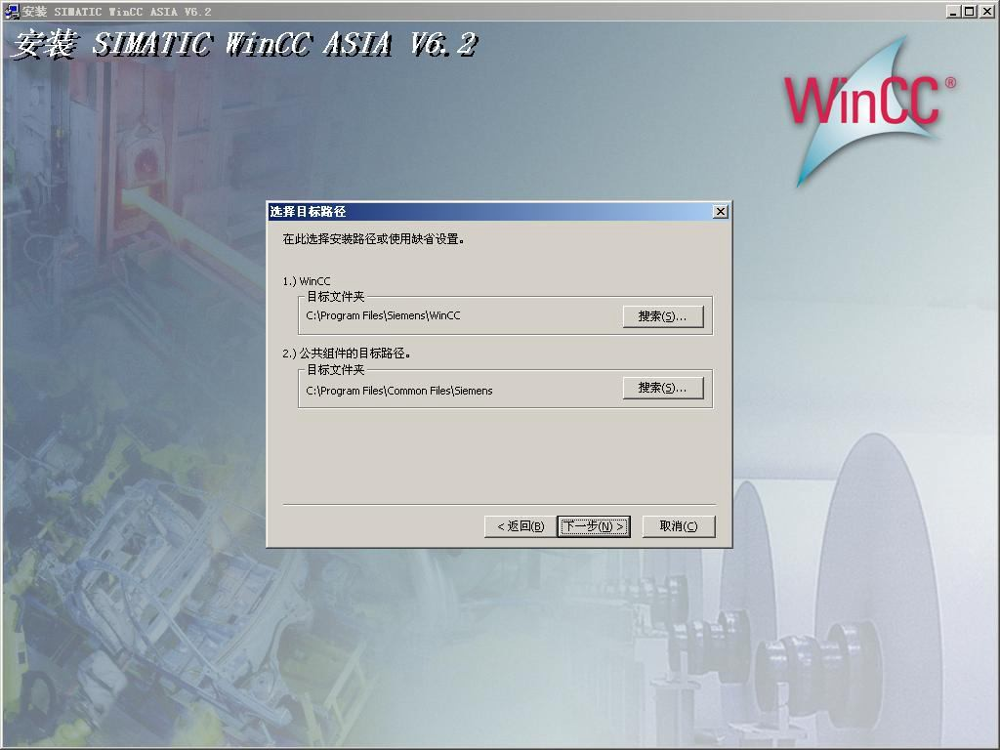 安装 SIMATIC WinCC ASIA V6.2
安装 SIMATIC WinCC ASIA V6.2
WinCC®
选择目标路径
在此选择安装路径或使用缺省设置。
1.) WinCC
目标文件夹
C:\Program Files\Siemens\WinCC
搜索(S)...
2.) 公共组件的目标路径。
目标文件夹
C:\Program Files\Common Files\Siemens
搜索(S)...
< 返回(B)
下一步(N) >
取消(C)